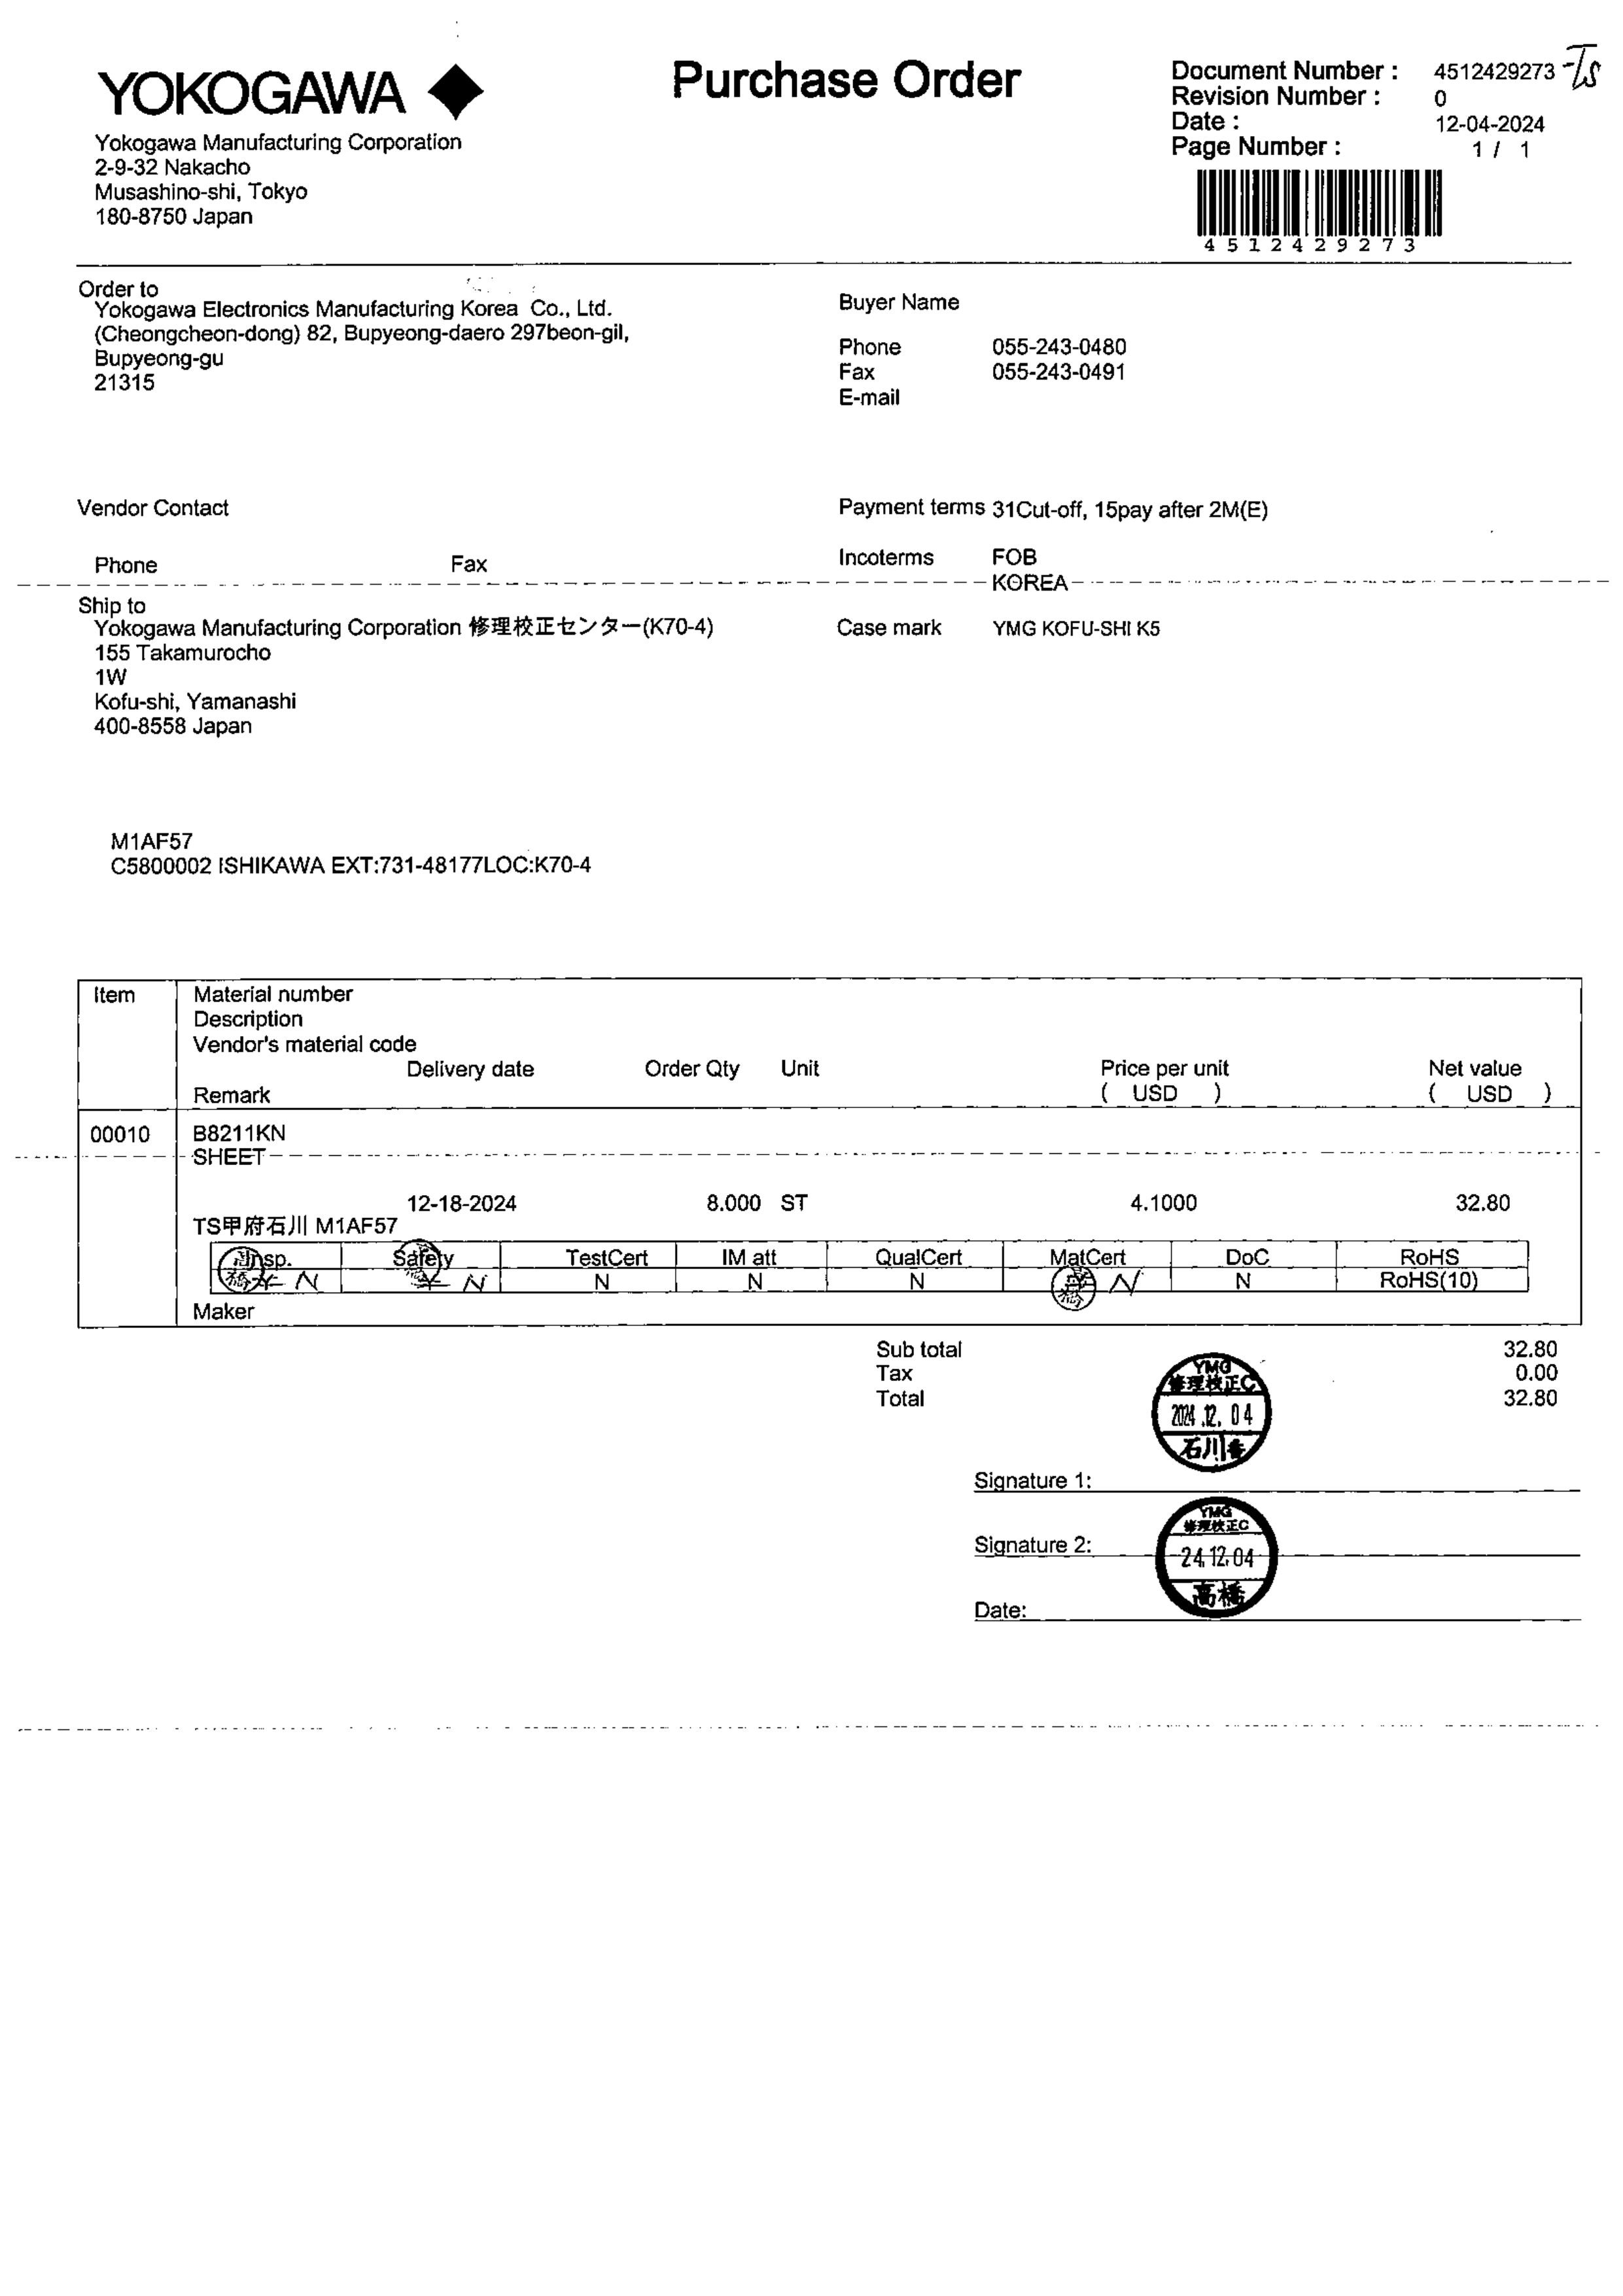 YOKOGAWA
Purchase Order
Document Number : 4512429273 -TS
Revision Number : 0
Date : 12-04-2024
Page Number : 1 / 1
4 5 1 2 4 2 9 2 7 3
Yokogawa Manufacturing Corporation
2-9-32 Nakacho
Musashino-shi, Tokyo
180-8750 Japan
Order to
Yokogawa Electronics Manufacturing Korea Co., Ltd.
(Cheongcheon-dong) 82, Bupyeong-daero 297beon-gil,
Bupyeong-gu
21315
Buyer Name
Phone 055-243-0480
Fax 055-243-0491
E-mail
Vendor Contact
Phone Fax
Payment terms 31Cut-off, 15pay after 2M(E)
Incoterms FOB
KOREA
Ship to
Yokogawa Manufacturing Corporation 修理校正センター(K70-4)
155 Takamurocho
1W
Kofu-shi, Yamanashi
400-8558 Japan
Case mark YMG KOFU-SHI K5
M1AF57
C5800002 ISHIKAWA EXT:731-48177LOC:K70-4
Item Material number
Description
Vendor's material code
Delivery date Order Qty Unit Price per unit Net value
Remark ( USD ) ( USD )
00010 B8211KN
SHEET
12-18-2024 8.000 ST 4.1000 32.80
TS甲府石川 M1AF57
Insp. Safety TestCert IM att QualCert MatCert DoC RoHS
N N N N N N N RoHS(10)
Maker
Sub total 32.80
Tax 0.00
Total 32.80
YMG
修理校正C
2024.12.04
石川
Signature 1:
YMG
修理校正C
24.12.04
高橋
Signature 2:
Date: